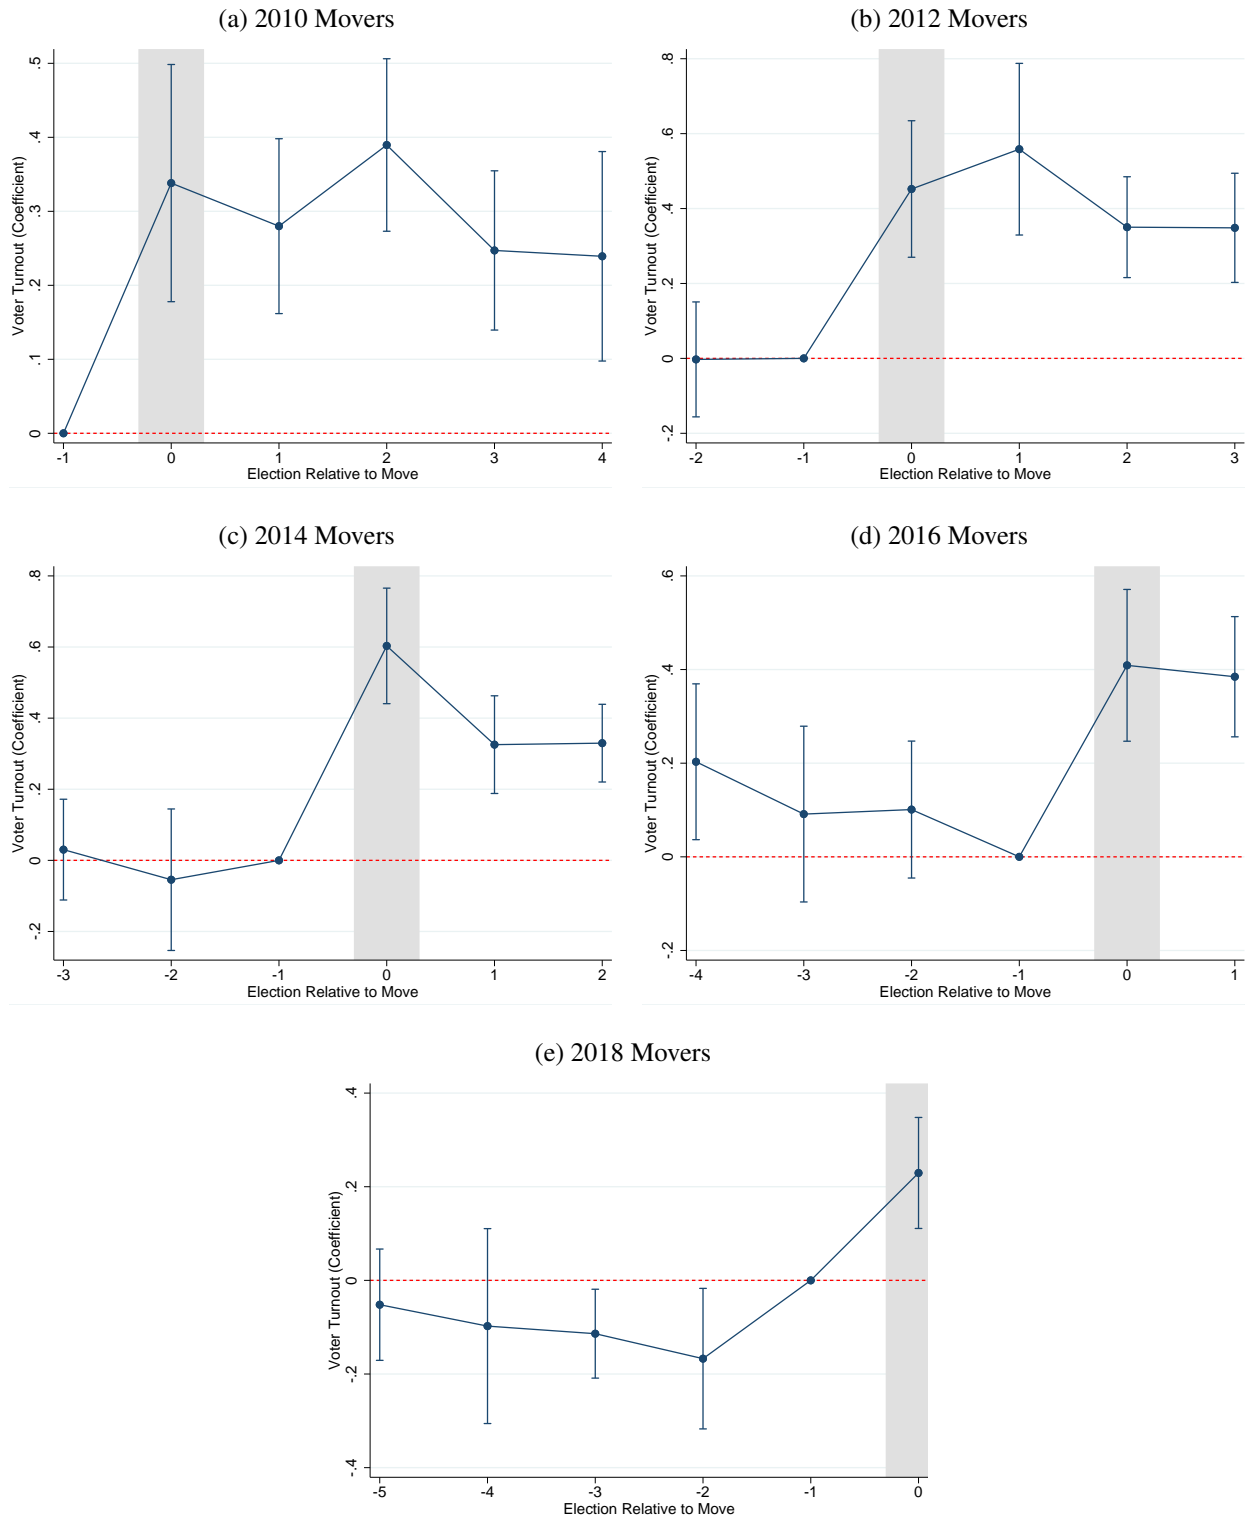 (a) 2010 Movers
Voter Turnout (Coefficient)
.5
.4
.3
.2
.1
0
-1 0 1 2 3 4
Election Relative to Move
(b) 2012 Movers
Voter Turnout (Coefficient)
.8
.6
.4
.2
0
-.2
-2 -1 0 1 2 3
Election Relative to Move
(c) 2014 Movers
Voter Turnout (Coefficient)
.8
.6
.4
.2
0
-.2
-3 -2 -1 0 1 2
Election Relative to Move
(d) 2016 Movers
Voter Turnout (Coefficient)
.6
.4
.2
0
-.2
-4 -3 -2 -1 0 1
Election Relative to Move
(e) 2018 Movers
Voter Turnout (Coefficient)
.4
.2
0
-.2
-.4
-5 -4 -3 -2 -1 0
Election Relative to Move